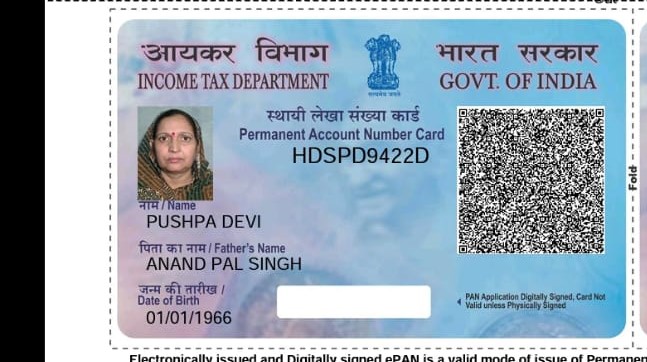 आयकर विभाग
INCOME TAX DEPARTMENT
सत्यमेव जयते
भारत सरकार
GOVT. OF INDIA
स्थायी लेखा संख्या कार्ड
Permanent Account Number Card
HDSPD9422D
नाम / Name
PUSHPA DEVI
पिता का नाम / Father's Name
ANAND PAL SINGH
जन्म की तारीख /
Date of Birth
01/01/1966
PAN Application Digitally Signed, Card Not
Valid unless Physically Signed
Fold
Electronically issued and Digitally signed ePAN is a valid mode of issue of